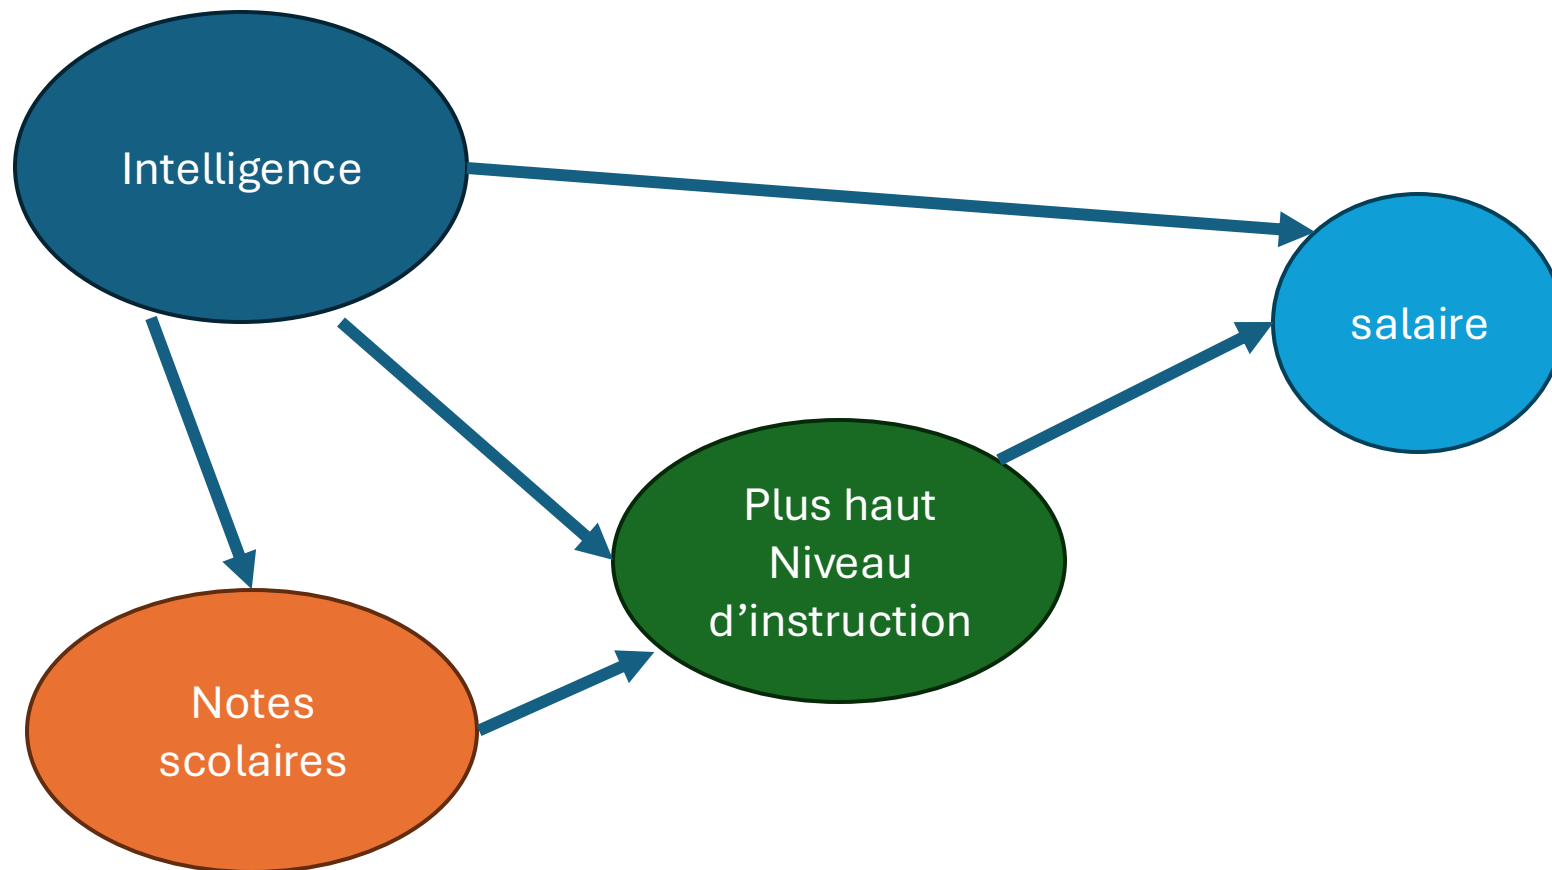 Intelligence
salaire
Plus haut
Niveau
d’instruction
Notes
scolaires